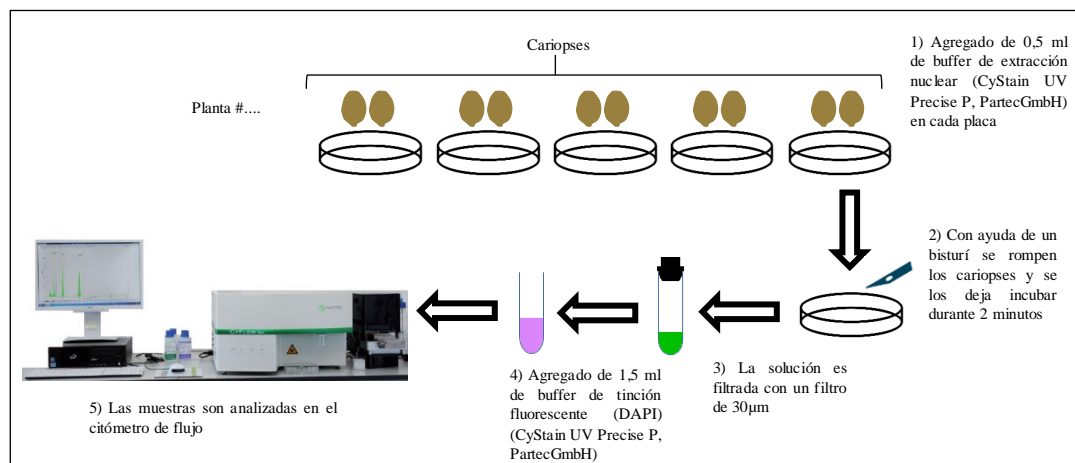 Cariopses
Planta #....
1) Agregado de 0,5 ml
de buffer de extracción
nuclear (CyStain UV
Precise P, PartecGmbH)
en cada placa
2) Con ayuda de un
bisturí se rompen
los cariopses y se
los deja incubar
durante 2 minutos
3) La solución es
filtrada con un filtro
de 30µm
4) Agregado de 1,5 ml
de buffer de tinción
fluorescente (DAPI)
(CyStain UV Precise P,
PartecGmbH)
5) Las muestras son analizadas en el
citómetro de flujo